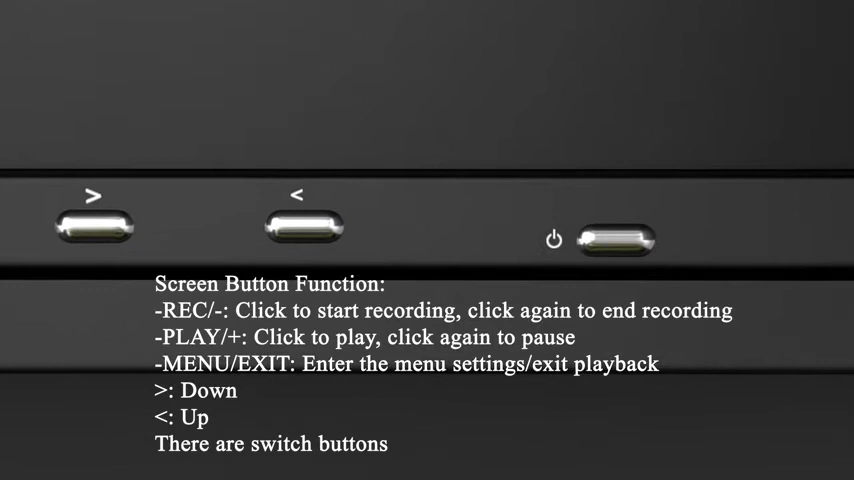 > <
Screen Button Function:
-REC/-: Click to start recording, click again to end recording
-PLAY/+: Click to play, click again to pause
-MENU/EXIT: Enter the menu settings/exit playback
>: Down
<: Up
There are switch buttons